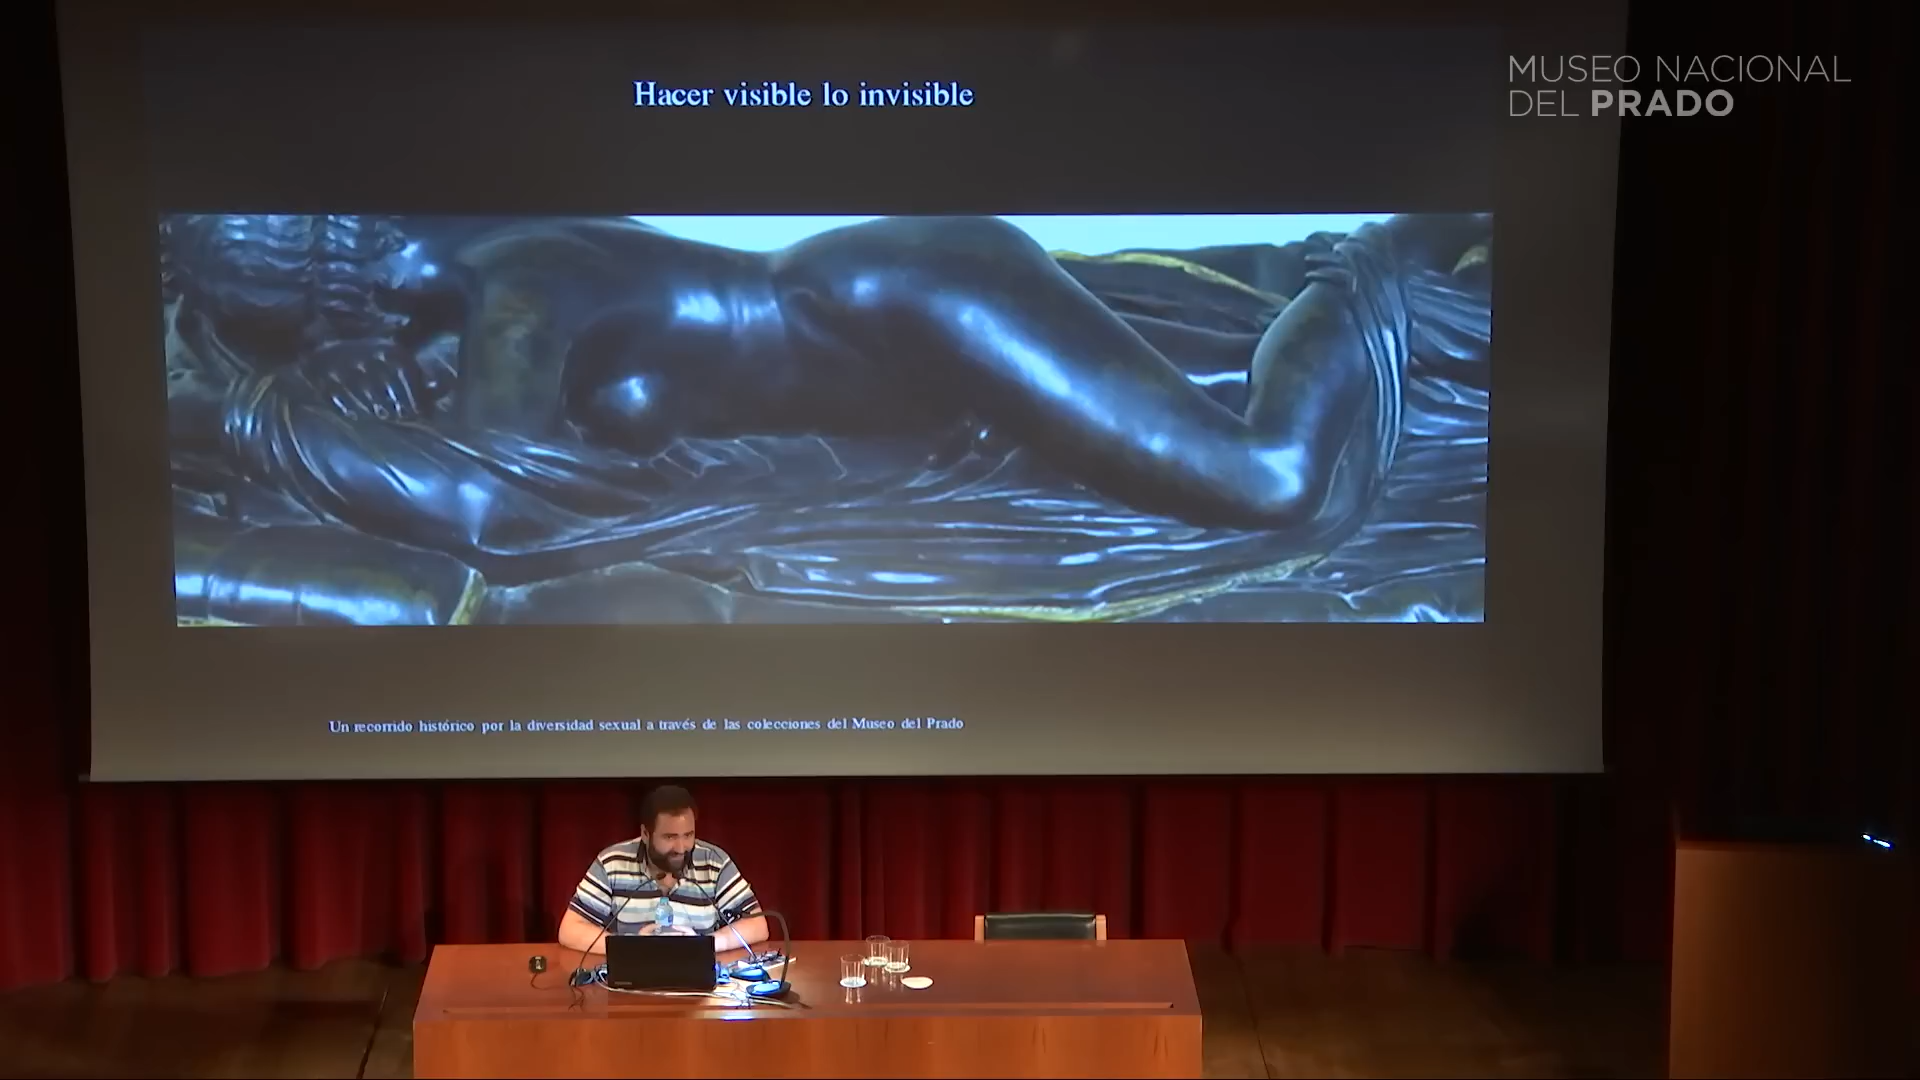 Hacer visible lo invisible
MUSEO NACIONAL
DEL PRADO
Un recorrido histórico por la diversidad sexual a través de las colecciones del Museo del Prado